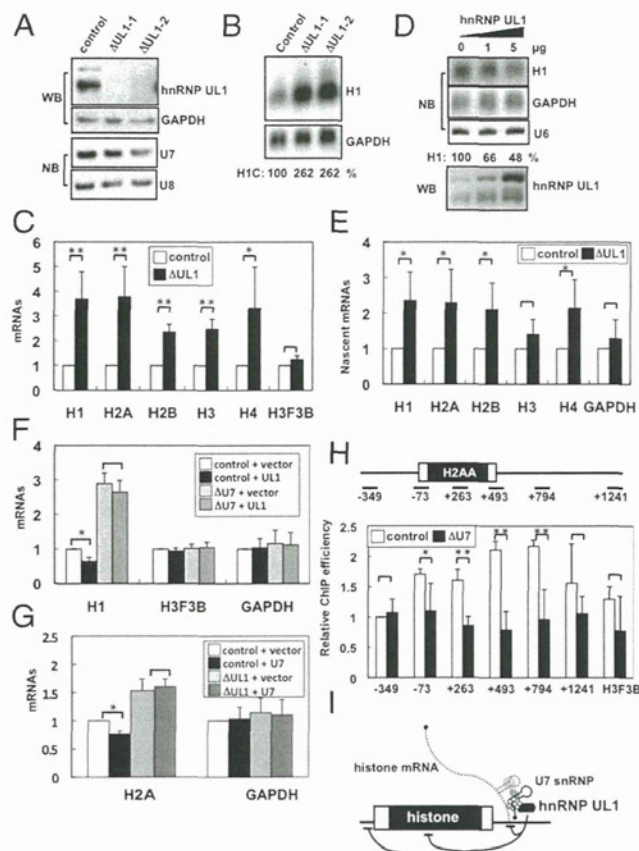 A
control
ΔUL1-1
ΔUL1-2
WB
hnRNP UL1
GAPDH
NB
U7
U8
B
Control
ΔUL1-1
ΔUL1-2
H1
GAPDH
H1C: 100 262 262 %
D
hnRNP UL1
0 1 5 µg
NB
H1
GAPDH
U6
H1: 100 66 48 %
WB
hnRNP UL1
C
mRNAs
6
5
4
3
2
1
0
control
ΔUL1
** ** ** ** *
H1 H2A H2B H3 H4 H3F3B
E
Nascent mRNAs
4
3
2
1
0
control ΔUL1
* * * *
H1 H2A H2B H3 H4 GAPDH
F
mRNAs
4
3
2
1
0
control + vector
control + UL1
ΔU7 + vector
ΔU7 + UL1
*
H1 H3F3B GAPDH
G
mRNAs
2
1.5
1
0.5
0
control + vector
control + U7
ΔUL1 + vector
ΔUL1 + U7
*
H2A GAPDH
H
H2AA
-349 -73 +263 +493 +794 +1241
Relative ChIP efficiency
2.5
2
1.5
1
0.5
0
control ΔU7
* ** ** **
-349 -73 +263 +493 +794 +1241 H3F3B
I
histone mRNA
U7 snRNP
hnRNP UL1
histone